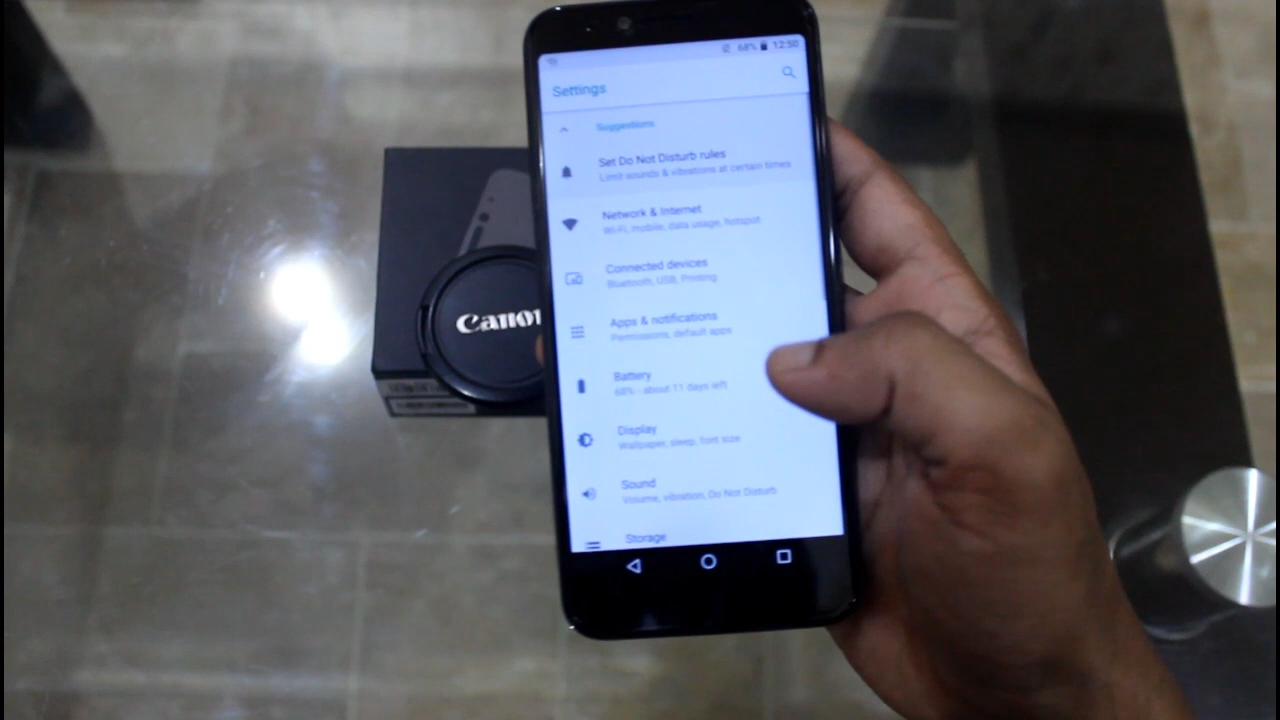 68% 12:50
Settings
Suggestions
Set Do Not Disturb rules
Limit sounds & vibrations at certain times
Network & Internet
Wi-Fi, mobile, data usage, hotspot
Connected devices
Bluetooth, USB, Printing
Apps & notifications
Permissions, default apps
Battery
68% - about 11 days left
Display
Wallpaper, sleep, font size
Sound
Volume, vibration, Do Not Disturb
Storage
Canon